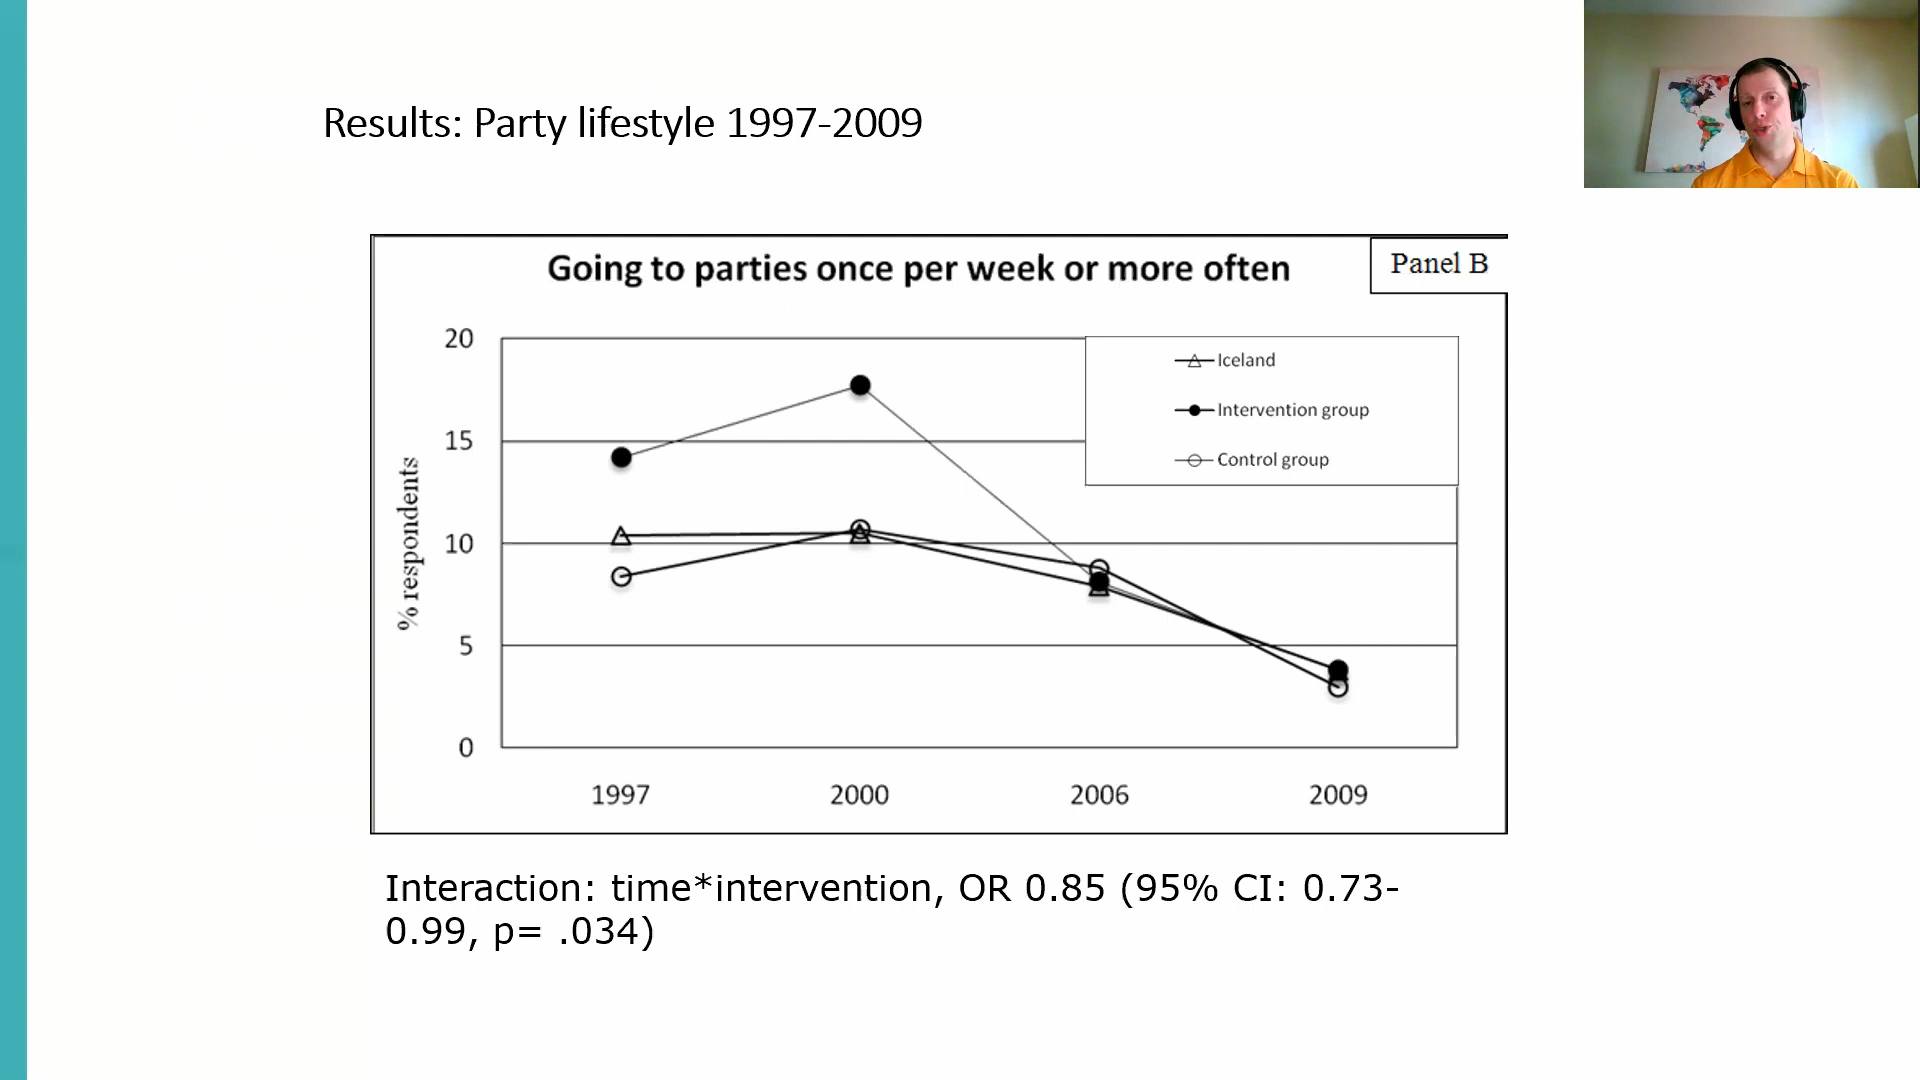 Results: Party lifestyle 1997-2009
Going to parties once per week or more often
Panel B
20
15
10
5
0
% respondents
Iceland
Intervention group
Control group
1997
2000
2006
2009
Interaction: time*intervention, OR 0.85 (95% CI: 0.73-
0.99, p= .034)